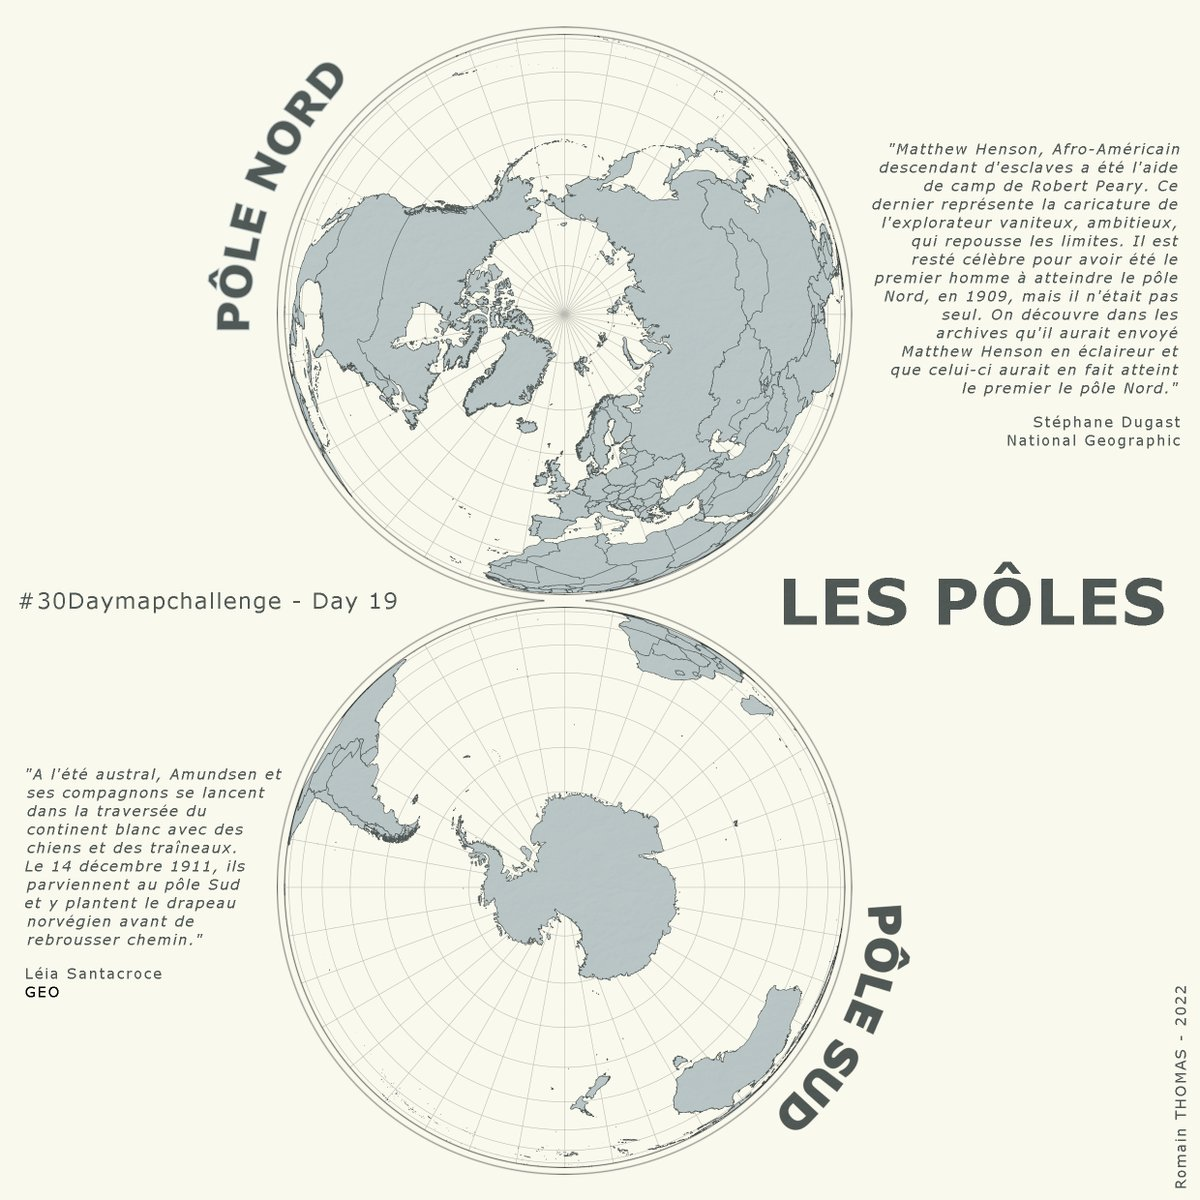 PÔLE NORD
"Matthew Henson, Afro-Américain
descendant d'esclaves a été l'aide
de camp de Robert Peary. Ce
dernier représente la caricature de
l'explorateur vaniteux, ambitieux,
qui repousse les limites. Il est
resté célèbre pour avoir été le
premier homme à atteindre le pôle
Nord, en 1909, mais il n'était pas
seul. On découvre dans les
archives qu'il aurait envoyé
Matthew Henson en éclaireur et
que celui-ci aurait en fait atteint
le premier le pôle Nord."
Stéphane Dugast
National Geographic
#30Daymapchallenge - Day 19
LES PÔLES
"A l'été austral, Amundsen et
ses compagnons se lancent
dans la traversée du
continent blanc avec des
chiens et des traîneaux.
Le 14 décembre 1911, ils
parviennent au pôle Sud
et y plantent le drapeau
norvégien avant de
rebrousser chemin."
Léia Santacroce
GEO
PÔLE SUD
Romain THOMAS - 2022